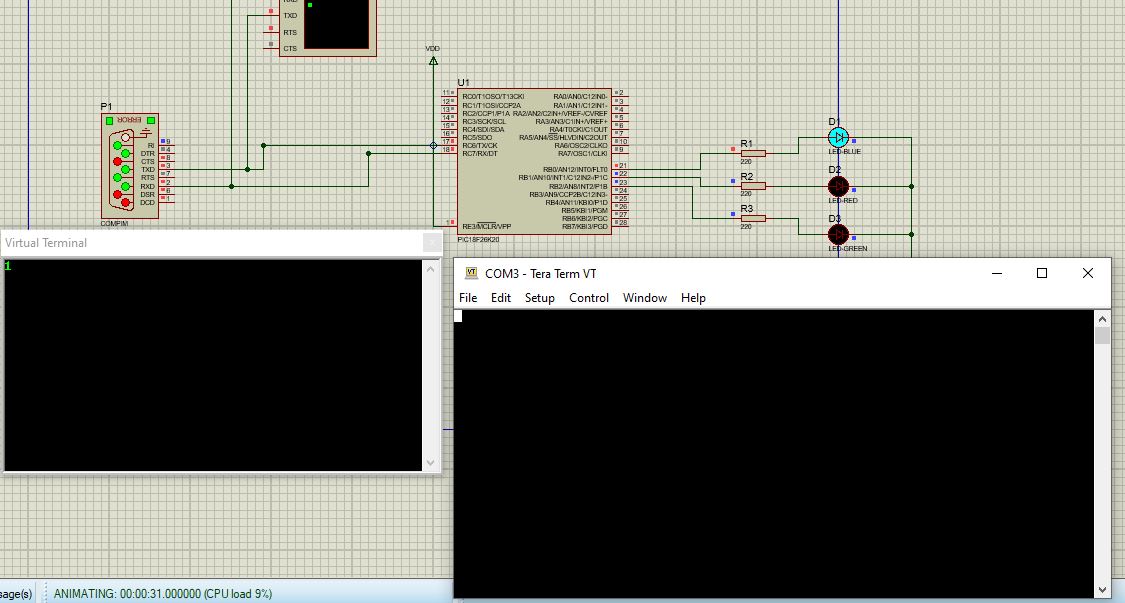 TXD
RTS
CTS
VDD
P1
ERROR
RI
DTR
CTS
TXD
RTS
RXD
DSR
DCD
9
4
8
3
7
2
6
1
COMPIM
U1
11
12
13
14
15
16
17
18
1
RC0/T1OSO/T13CKI
RC1/T1OSI/CCP2A
RC2/CCP1/P1A
RC3/SCK/SCL
RC4/SDI/SDA
RC5/SDO
RC6/TX/CK
RC7/RX/DT
RE3/MCLR/VPP
RA0/AN0/C12IN0-
RA1/AN1/C12IN1-
RA2/AN2/C2IN+/VREF-/CVREF
RA3/AN3/C1IN+/VREF+
RA4/T0CKI/C1OUT
RA5/AN4/SS/HLVDIN/C2OUT
RA6/OSC2/CLKO
RA7/OSC1/CLKI
RB0/AN12/INT0/FLT0
RB1/AN10/INT1/C12IN2-/P1C
RB2/AN8/INT2/P1B
RB3/AN9/CCP2B/C12IN3-
RB4/AN11/KBI0/P1D
RB5/KBI1/PGM
RB6/KBI2/PGC
RB7/KBI3/PGD
2
3
4
5
6
7
10
9
21
22
23
24
25
26
27
28
PIC18F26K20
R1
220
R2
220
R3
220
D1
LED-BLUE
D2
LED-RED
D3
LED-GREEN
Virtual Terminal
x
1
VT
COM3 - Tera Term VT
File Edit Setup Control Window Help
sage(s)
ANIMATING: 00:00:31.000000 (CPU load 9%)